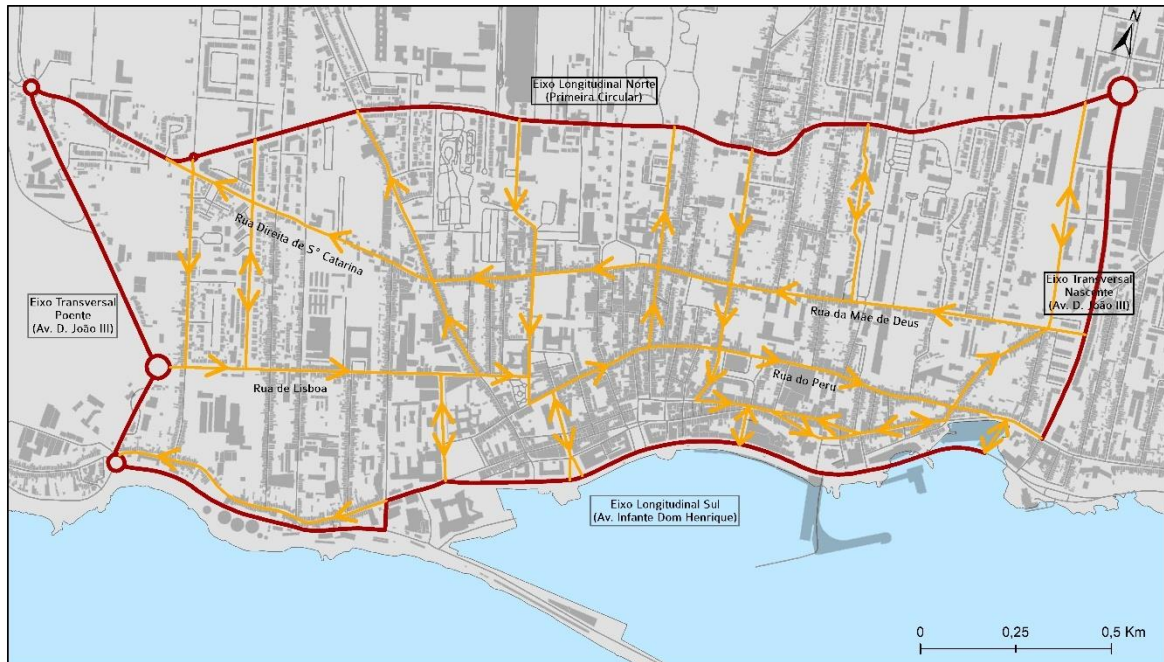 N
Eixo Longitudinal Norte
(Primeira Circular)
Rua Direita de S.ª Catarina
Eixo Transversal
Poente
(Av. D. João III)
Eixo Transversal
Nascente
(Av. D. João III)
Rua da Mãe de Deus
Rua de Lisboa
Rua do Peru
Eixo Longitudinal Sul
(Av. Infante Dom Henrique)
0
0,25
0,5 Km